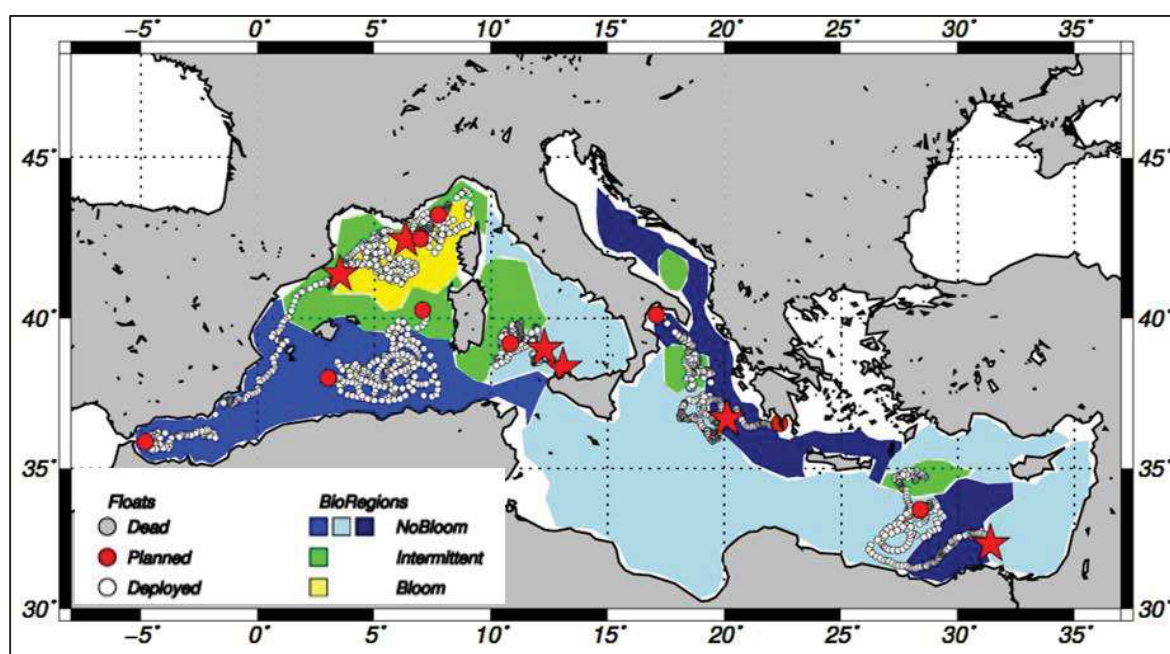 -5° 0° 5° 10° 15° 20° 25° 30° 35°
45° 45°
40° 40°
35° 35°
Floats BioRegions
Dead NoBloom
Planned Intermittent
Deployed Bloom
30° 30°
-5° 0° 5° 10° 15° 20° 25° 30° 35°